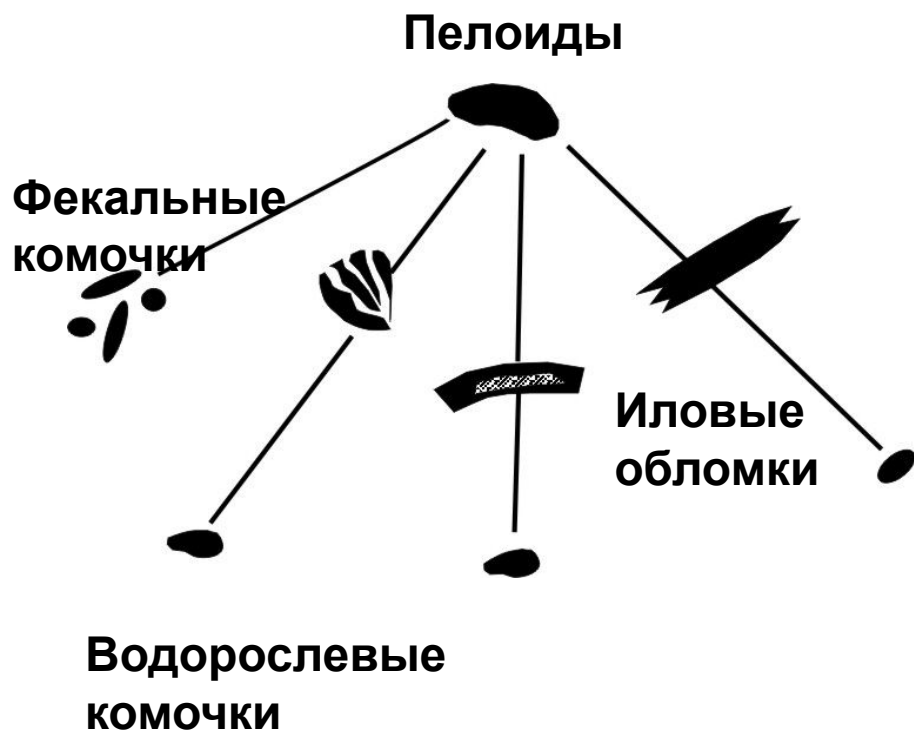 Пелоиды
Фекальные
комочки
Иловые
обломки
Водорослевые
комочки